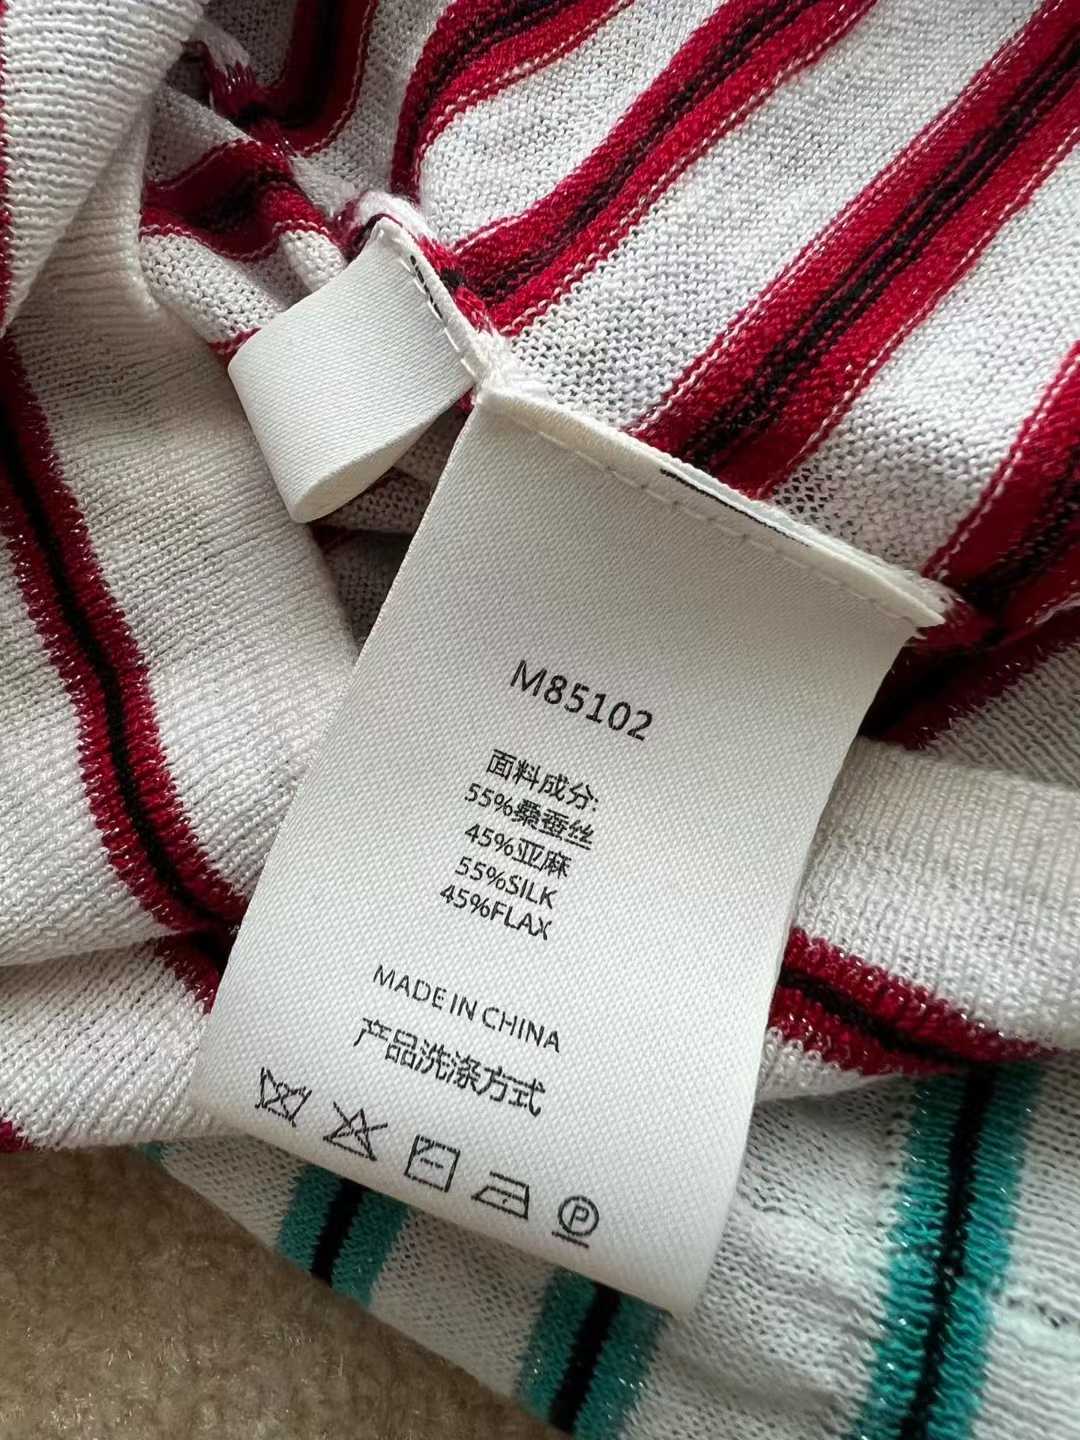 M85102
面料成分:
55%桑蚕丝
45%亚麻
55%SILK
45%FLAX
MADE IN CHINA
产品洗涤方式
P